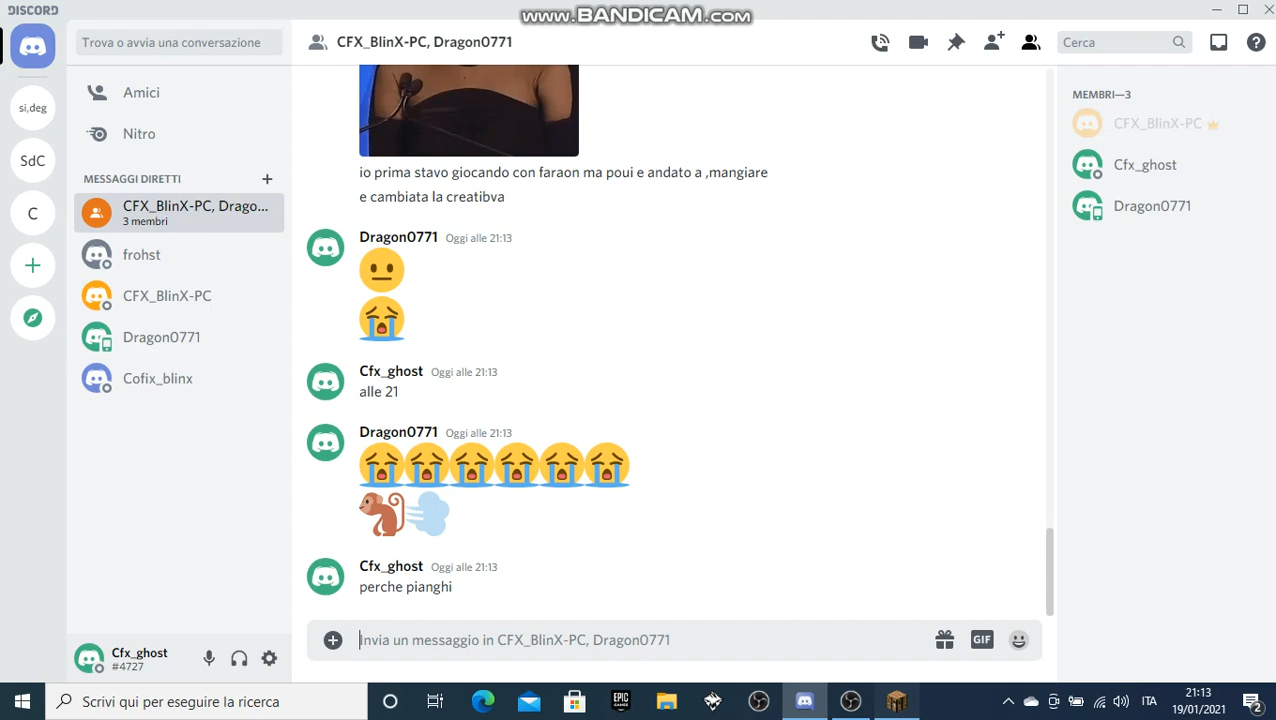 DISCORD
www.BANDICAM.com
Trova o avvia una conversazione
CFX_BlinX-PC, Dragon0771
Cerca
si,deg
SdC
C
Amici
Nitro
MESSAGGI DIRETTI
CFX_BlinX-PC, Drago...
3 membri
frohst
CFX_BlinX-PC
Dragon0771
Cofix_blinx
Cfx_ghost
#4727
io prima stavo giocando con faraon ma poui e andato a ,mangiare
e cambiata la creatibva
Dragon0771 Oggi alle 21:13
Cfx_ghost Oggi alle 21:13
alle 21
Dragon0771 Oggi alle 21:13
Cfx_ghost Oggi alle 21:13
perche pianghi
Invia un messaggio in CFX_BlinX-PC, Dragon0771
GIF
MEMBRI—3
CFX_BlinX-PC
Cfx_ghost
Dragon0771
Scrivi qui per eseguire la ricerca
EPIC
GAMES
ITA
21:13
19/01/2021
2